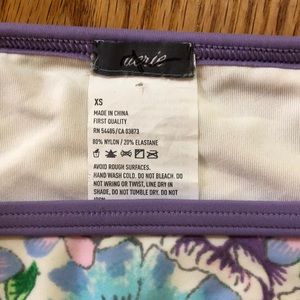 aerie
XS
MADE IN CHINA
FIRST QUALITY
RN 54485/CA 03873
80% NYLON / 20% ELASTANE
AVOID ROUGH SURFACES.
HAND WASH COLD. DO NOT BLEACH. DO
NOT WRING OR TWIST, LINE DRY IN
SHADE, DO NOT TUMBLE DRY. DO NOT